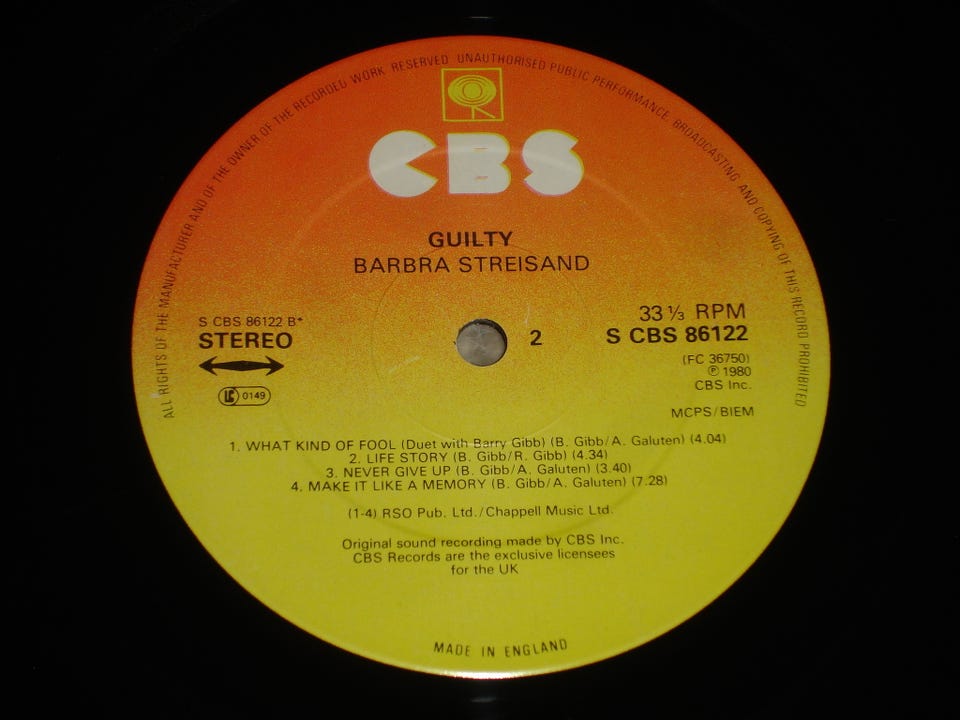 ALL RIGHTS OF THE MANUFACTURER AND OF THE OWNER OF THE RECORDED WORK RESERVED UNAUTHORISED PUBLIC PERFORMANCE BROADCASTING AND COPYING OF THIS RECORD PROHIBITED
CBS
GUILTY
BARBRA STREISAND
S CBS 86122 B*
STEREO
LC 0149
2
33 1/3 RPM
S CBS 86122
(FC 36750)
℗ 1980
CBS Inc.
MCPS/BIEM
1. WHAT KIND OF FOOL (Duet with Barry Gibb) (B. Gibb/A. Galuten) (4.04)
2. LIFE STORY (B. Gibb/R. Gibb) (4.34)
3. NEVER GIVE UP (B. Gibb/A. Galuten) (3.40)
4. MAKE IT LIKE A MEMORY (B. Gibb/A. Galuten) (7.28)
(1-4) RSO Pub. Ltd./Chappell Music Ltd.
Original sound recording made by CBS Inc.
CBS Records are the exclusive licensees
for the UK
MADE IN ENGLAND